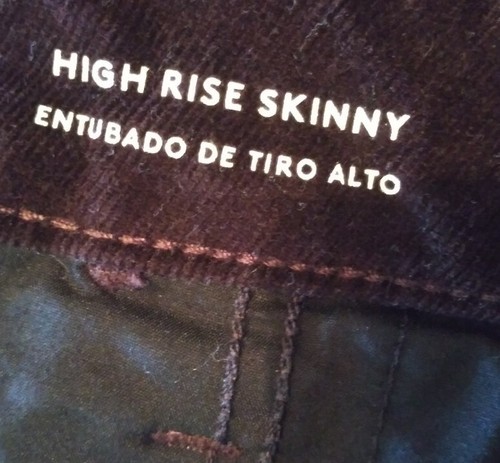 HIGH RISE SKINNY
ENTUBADO DE TIRO ALTO